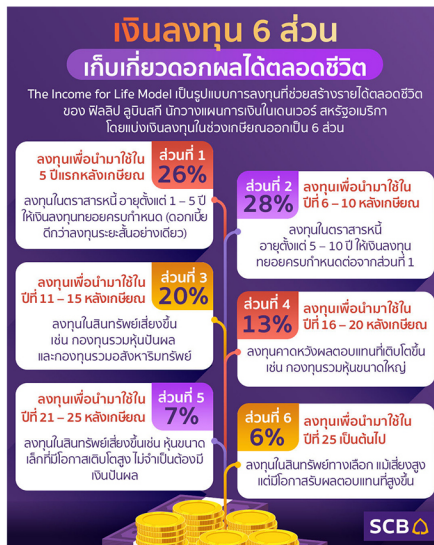 เงินลงทุน 6 ส่วน
เก็บเกี่ยวดอกผลได้ตลอดชีวิต
The Income for Life Model เป็นรูปแบบการลงทุนที่ช่วยสร้างรายได้ตลอดชีวิต
ของ ฟิลลิป ลูบินสกี นักวางแผนการเงินในเดนเวอร์ สหรัฐอเมริกา
โดยแบ่งเงินลงทุนในช่วงเกษียณออกเป็น 6 ส่วน
ลงทุนเพื่อนำมาใช้ใน
5 ปีแรกหลังเกษียณ
ส่วนที่ 1
26%
ลงทุนในตราสารหนี้ อายุตั้งแต่ 1 – 5 ปี
ให้เงินลงทุนทยอยครบกำหนด (ดอกเบี้ย
ดีกว่าลงทุนระยะสั้นอย่างเดียว)
ส่วนที่ 2
28%
ลงทุนเพื่อนำมาใช้ใน
ปีที่ 6 – 10 หลังเกษียณ
ลงทุนในตราสารหนี้
อายุตั้งแต่ 5 – 10 ปี ให้เงินลงทุน
ทยอยครบกำหนดต่อจากส่วนที่ 1
ลงทุนเพื่อนำมาใช้ใน
ปีที่ 11 – 15 หลังเกษียณ
ส่วนที่ 3
20%
ลงทุนในสินทรัพย์เสี่ยงขึ้น
เช่น กองทุนรวมหุ้นปันผล
และกองทุนรวมอสังหาริมทรัพย์
ส่วนที่ 4
13%
ลงทุนเพื่อนำมาใช้ใน
ปีที่ 16 – 20 หลังเกษียณ
ลงทุนคาดหวังผลตอบแทนที่เติบโตขึ้น
เช่น กองทุนรวมหุ้นขนาดใหญ่
ลงทุนเพื่อนำมาใช้ใน
ปีที่ 21 – 25 หลังเกษียณ
ส่วนที่ 5
7%
ลงทุนในสินทรัพย์เสี่ยงขึ้นเช่น หุ้นขนาด
เล็กที่มีโอกาสเติบโตสูง ไม่จำเป็นต้องมี
เงินปันผล
ส่วนที่ 6
6%
ลงทุนเพื่อนำมาใช้ใน
ปีที่ 25 เป็นต้นไป
ลงทุนในสินทรัพย์ทางเลือก แม้เสี่ยงสูง
แต่มีโอกาสรับผลตอบแทนที่สูงขึ้น
SCB